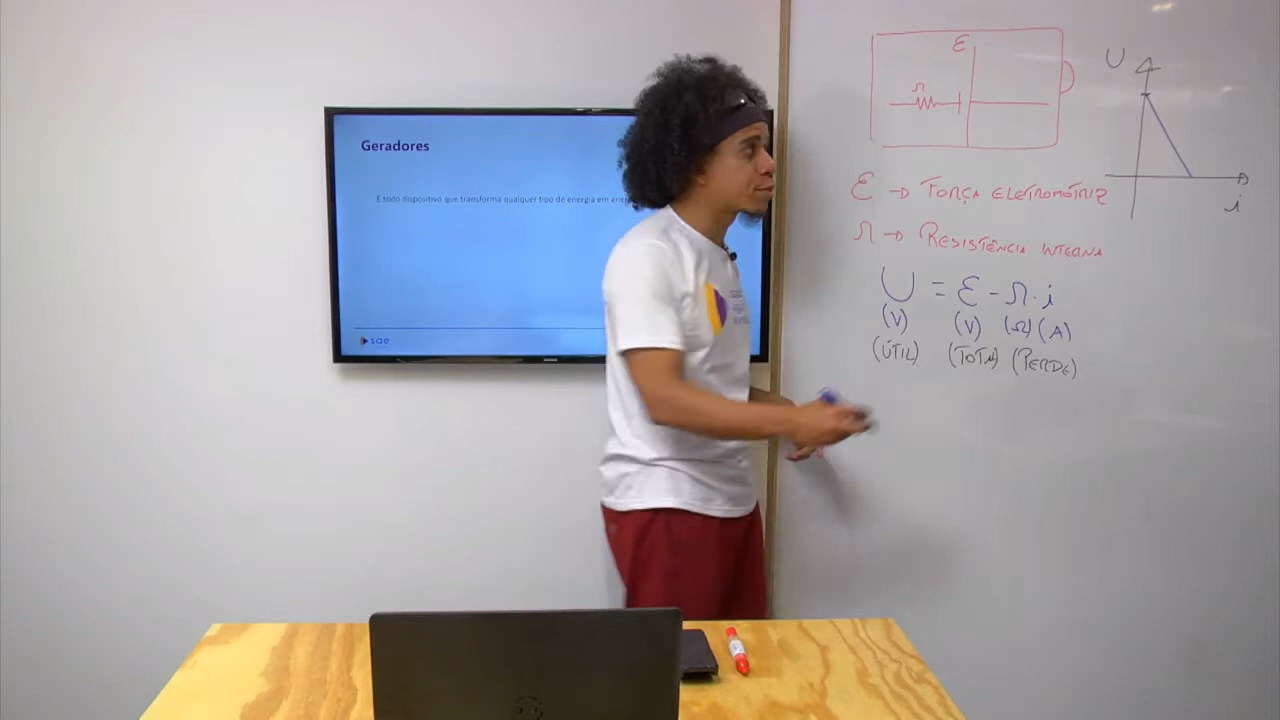 Geradores
É todo dispositivo que transforma qualquer tipo de energia em
sae
ε
r
U
i
ε → FORÇA ELETROMOTRIZ
r → RESISTÊNCIA INTERNA
U = ε - r . i
(V) (V) (Ω) (A)
(ÚTIL) (TOTAL) (PERDE)